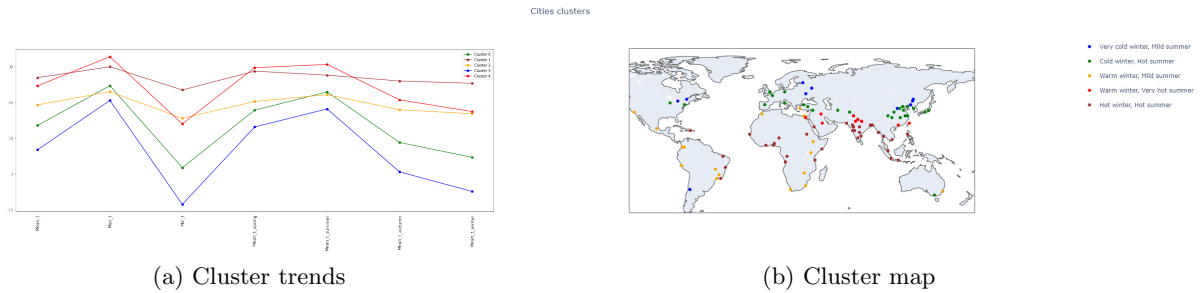 Cities clusters
Cluster 0
Cluster 1
Cluster 2
Cluster 3
Cluster 4
Mean_t
Max_t
Min_t
Mean_t_spring
Mean_t_summer
Mean_t_autumn
Mean_t_winter
Very cold winter, Mild summer
Cold winter, Hot summer
Warm winter, Mild summer
Warm winter, Very hot summer
Hot winter, Hot summer
(a) Cluster trends
(b) Cluster map